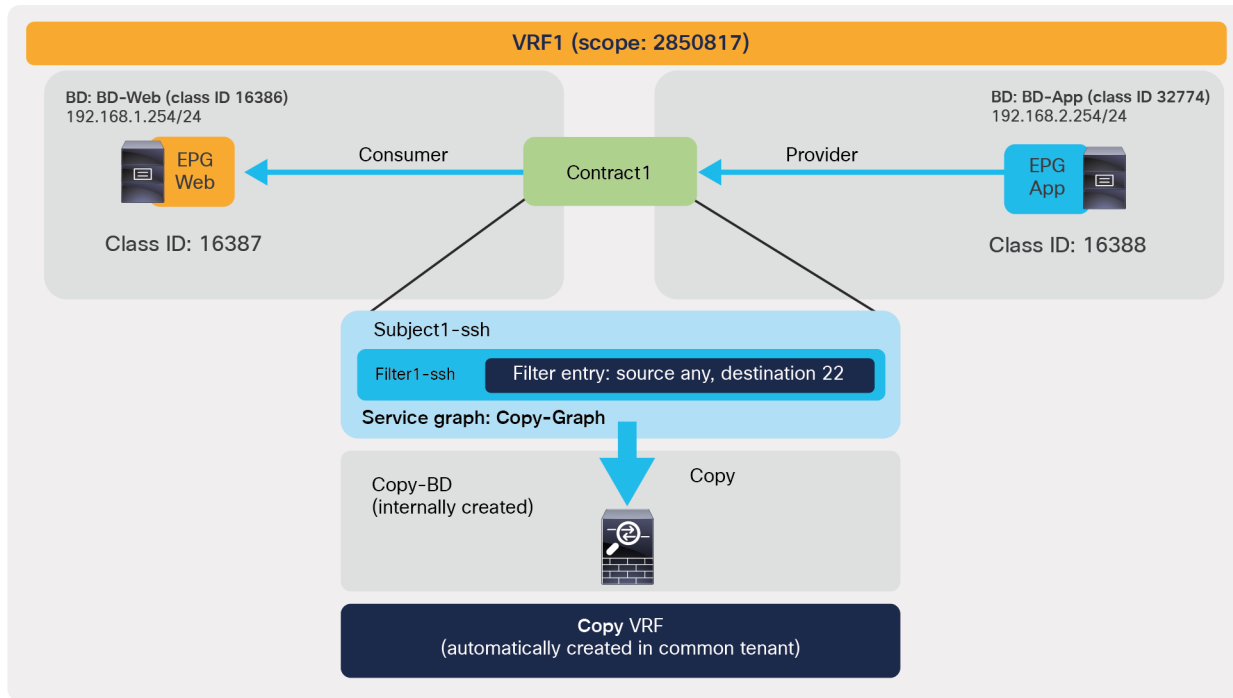 VRF1 (scope: 2850817)
BD: BD-Web (class ID 16386)
192.168.1.254/24
EPG
Web
Class ID: 16387
Consumer
Contract1
Provider
BD: BD-App (class ID 32774)
192.168.2.254/24
EPG
App
Class ID: 16388
Subject1-ssh
Filter1-ssh
Filter entry: source any, destination 22
Service graph: Copy-Graph
Copy-BD
(internally created)
Copy
Copy VRF
(automatically created in common tenant)